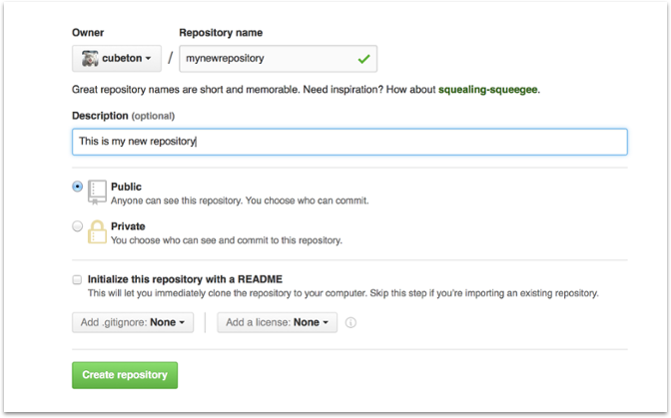 Owner Repository name
cubeton / mynewrepository
Great repository names are short and memorable. Need inspiration? How about squealing-squeegee.
Description (optional)
This is my new repository
Public
Anyone can see this repository. You choose who can commit.
Private
You choose who can see and commit to this repository.
Initialize this repository with a README
This will let you immediately clone the repository to your computer. Skip this step if you're importing an existing repository.
Add .gitignore: None Add a license: None
Create repository